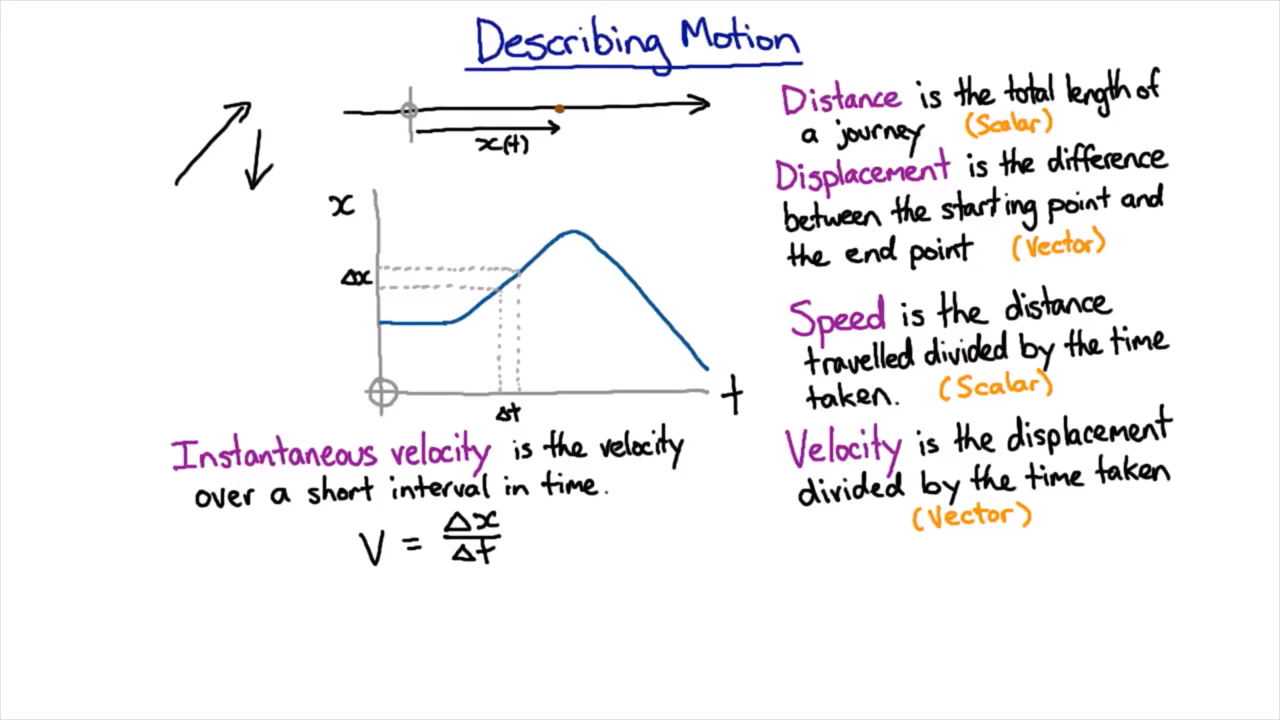 Describing Motion
x(t)
x
Δx
t
Δt
Instantaneous velocity is the velocity
over a short interval in time.
V = Δx/Δt
Distance is the total length of
a journey (Scalar)
Displacement is the difference
between the starting point and
the end point (Vector)
Speed is the distance
travelled divided by the time
taken. (Scalar)
Velocity is the displacement
divided by the time taken
(Vector)